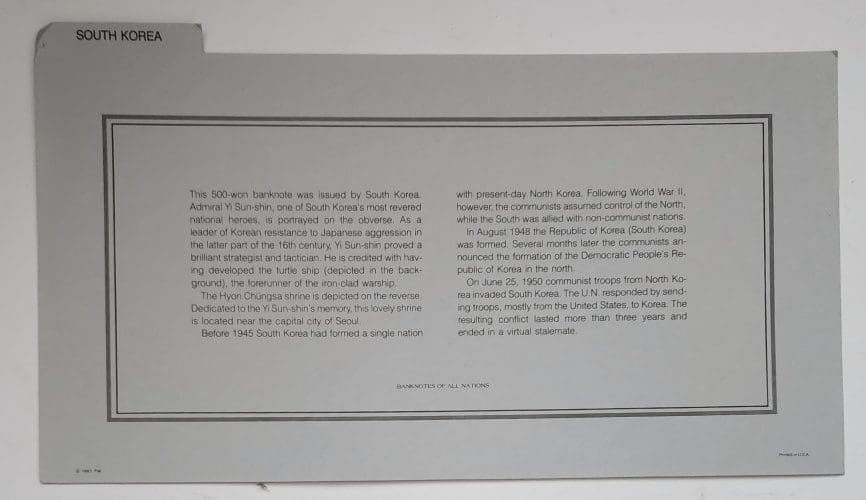 SOUTH KOREA
This 500-won banknote was issued by South Korea.
Admiral Yi Sun-shin, one of South Korea's most revered
national heroes, is portrayed on the obverse. As a
leader of Korean resistance to Japanese aggression in
the latter part of the 16th century, Yi Sun-shin proved a
brilliant strategist and tactician. He is credited with hav-
ing developed the turtle ship (depicted in the back-
ground), the forerunner of the iron-clad warship.
The Hyon Chüngsa shrine is depicted on the reverse.
Dedicated to the Yi Sun-shin's memory, this lovely shrine
is located near the capital city of Seoul.
Before 1945 South Korea had formed a single nation
with present-day North Korea. Following World War II,
however, the communists assumed control of the North,
while the South was allied with non-communist nations.
In August 1948 the Republic of Korea (South Korea)
was formed. Several months later the communists an-
nounced the formation of the Democratic People's Re-
public of Korea in the north.
On June 25, 1950 communist troops from North Ko-
rea invaded South Korea. The U.N. responded by send-
ing troops, mostly from the United States, to Korea. The
resulting conflict lasted more than three years and
ended in a virtual stalemate.
BANKNOTES OF ALL NATIONS
Printed in U.S.A.
©